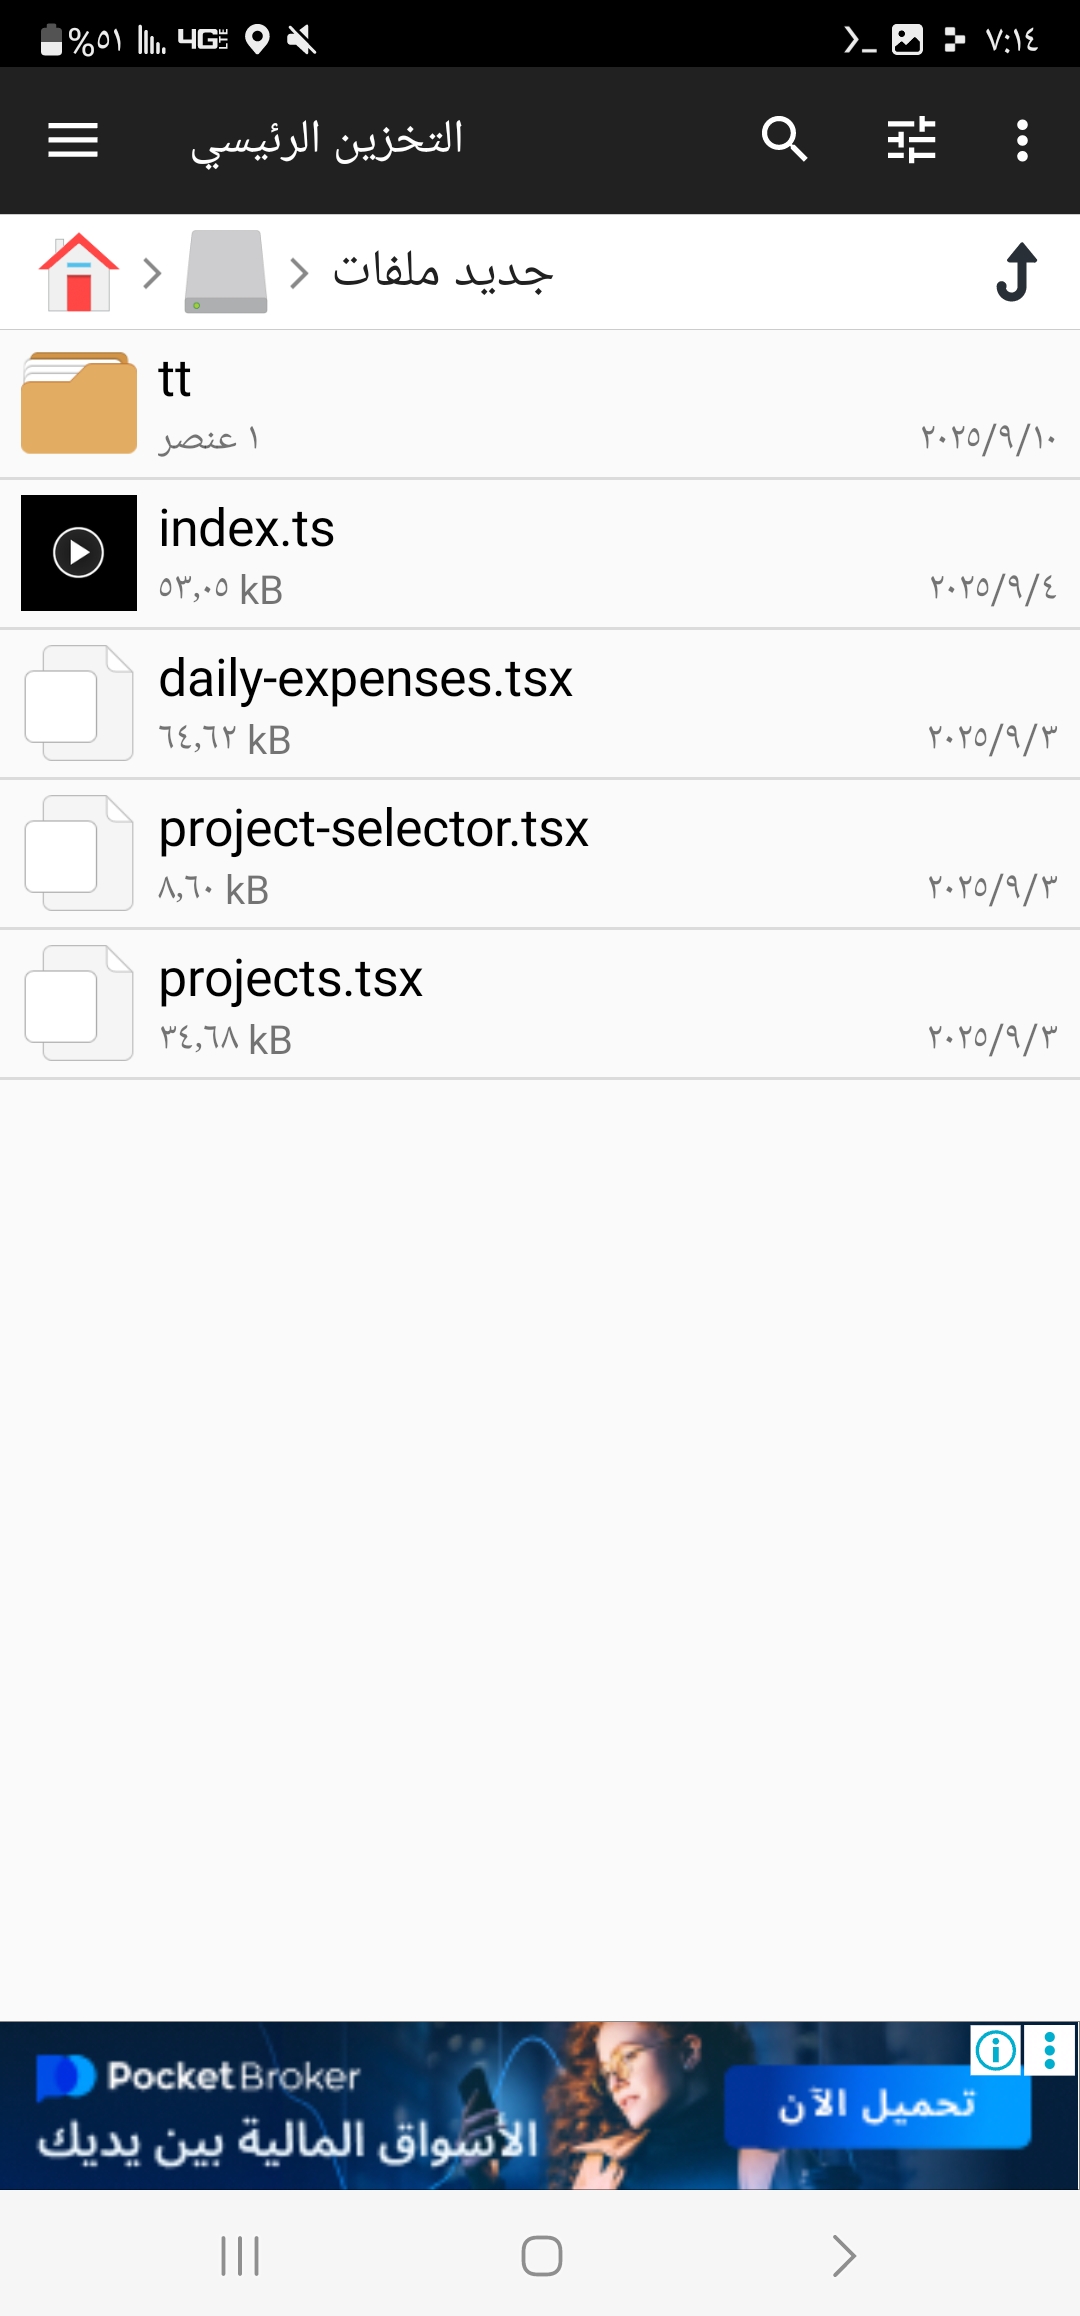 %٥١ 4G LTE ٧:١٤
التخزين الرئيسي
جديد ملفات
tt
١ عنصر
٢٠٢٥/٩/١٠
index.ts
٥٣,٠٥ kB
٢٠٢٥/٩/٤
daily-expenses.tsx
٦٤,٦٢ kB
٢٠٢٥/٩/٣
project-selector.tsx
٨,٦٠ kB
٢٠٢٥/٩/٣
projects.tsx
٣٤,٦٨ kB
٢٠٢٥/٩/٣
PocketBroker
الأسواق المالية بين يديك
تحميل الآن